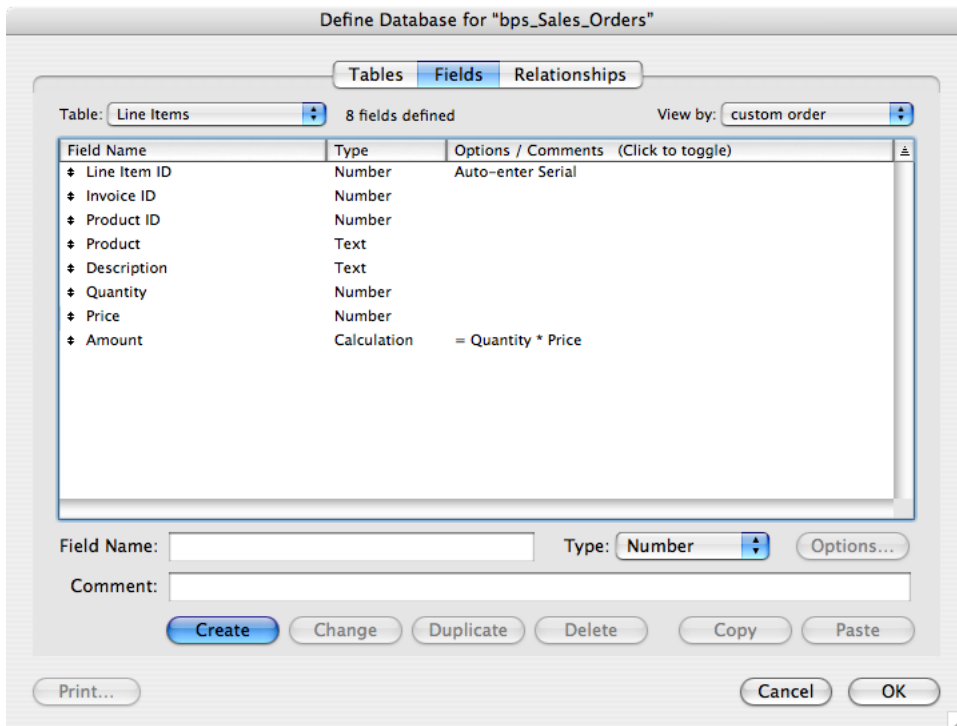 Define Database for “bps_Sales_Orders”
Tables Fields Relationships
Table: Line Items 8 fields defined View by: custom order
Field Name Type Options / Comments (Click to toggle)
Line Item ID Number Auto-enter Serial
Invoice ID Number
Product ID Number
Product Text
Description Text
Quantity Number
Price Number
Amount Calculation = Quantity * Price
Field Name: Type: Number Options...
Comment:
Create Change Duplicate Delete Copy Paste
Print... Cancel OK